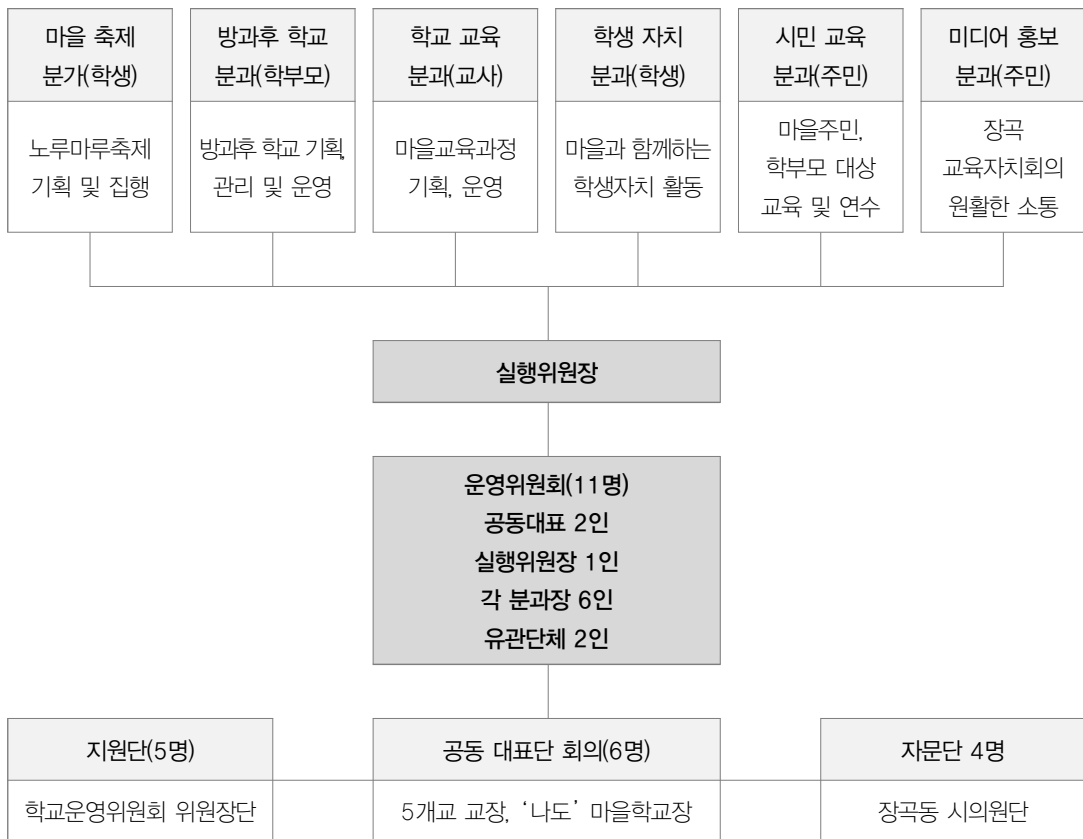 마을 축제
분가(학생)
노루마루축제
기획 및 집행
방과후 학교
분과(학부모)
방과후 학교 기획,
관리 및 운영
학교 교육
분과(교사)
마을교육과정
기획, 운영
학생 자치
분과(학생)
마을과 함께하는
학생자치 활동
시민 교육
분과(주민)
마을주민,
학부모 대상
교육 및 연수
미디어 홍보
분과(주민)
장곡
교육자치회의
원활한 소통
실행위원장
운영위원회(11명)
공동대표 2인
실행위원장 1인
각 분과장 6인
유관단체 2인
지원단(5명)
학교운영위원회 위원장단
공동 대표단 회의(6명)
5개교 교장, ‘나도’ 마을학교장
자문단 4명
장곡동 시의원단